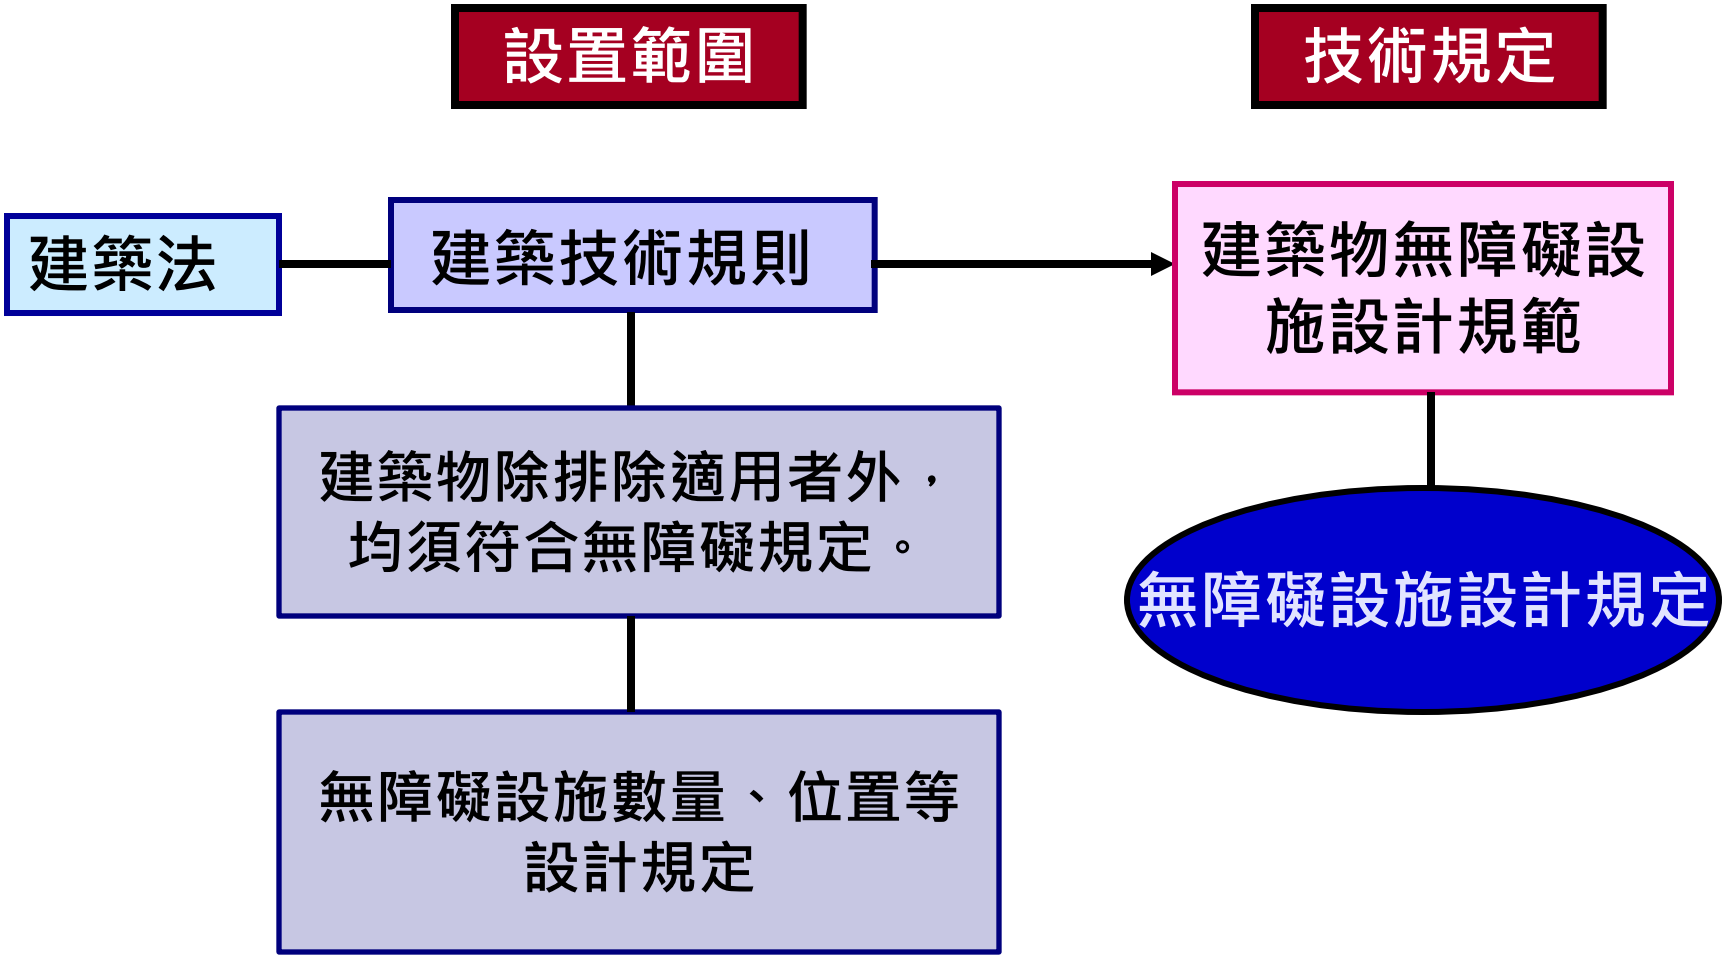 設置範圍
技術規定
建築法
建築技術規則
建築物無障礙設
施設計規範
建築物除排除適用者外，
均須符合無障礙規定。
無障礙設施設計規定
無障礙設施數量、位置等
設計規定